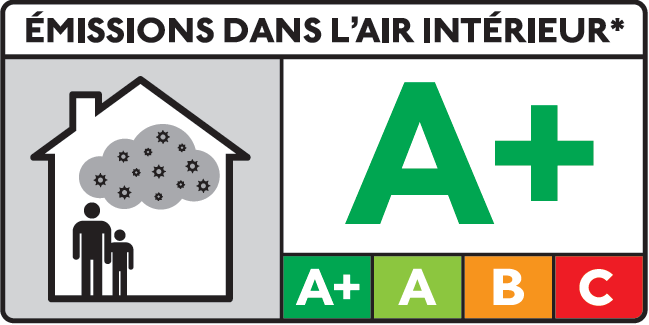 ÉMISSIONS DANS L'AIR INTÉRIEUR*
A+
A+ A B C